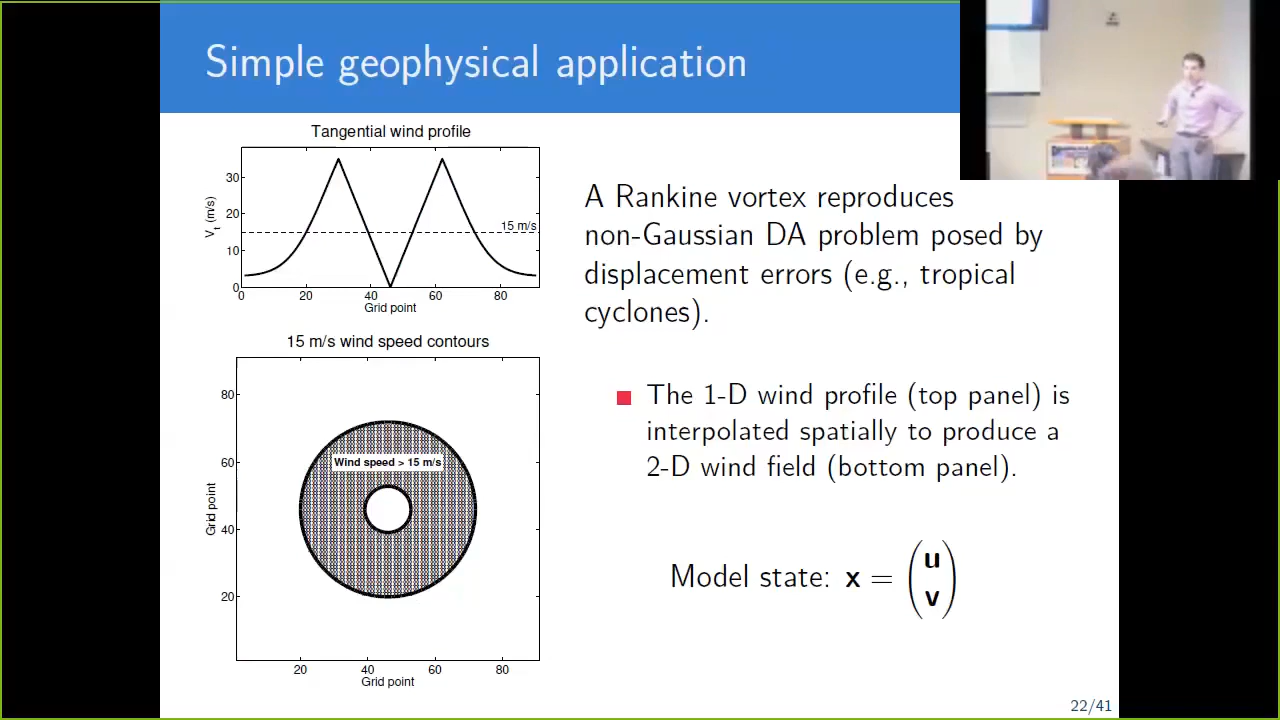 Simple geophysical application
Tangential wind profile
V_t (m/s)
30
20
10
0
15 m/s
0 20 40 60 80
Grid point
15 m/s wind speed contours
80
60
40
20
Grid point
Wind speed > 15 m/s
20 40 60 80
Grid point
A Rankine vortex reproduces
non-Gaussian DA problem posed by
displacement errors (e.g., tropical
cyclones).
The 1-D wind profile (top panel) is
interpolated spatially to produce a
2-D wind field (bottom panel).
Model state: x = (u
v)
22/41